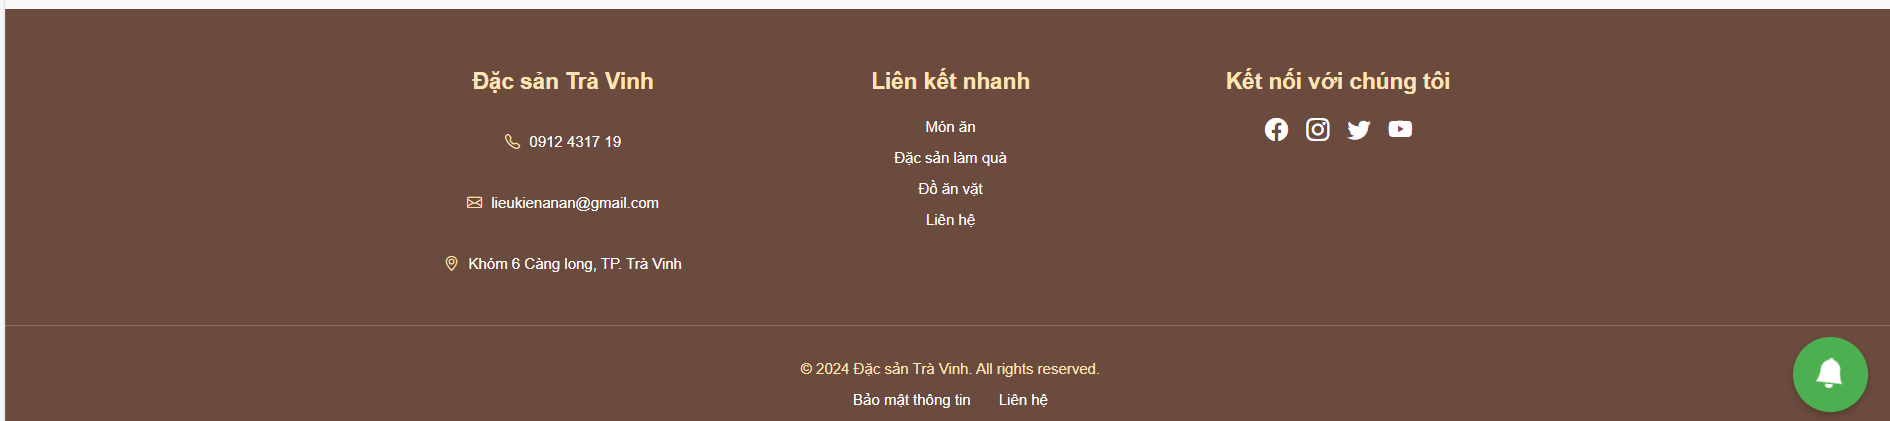 Đặc sản Trà Vinh
0912 4317 19
lieukienanan@gmail.com
Khóm 6 Càng long, TP. Trà Vinh
Liên kết nhanh
Món ăn
Đặc sản làm quà
Đồ ăn vặt
Liên hệ
Kết nối với chúng tôi
© 2024 Đặc sản Trà Vinh. All rights reserved.
Bảo mật thông tin Liên hệ